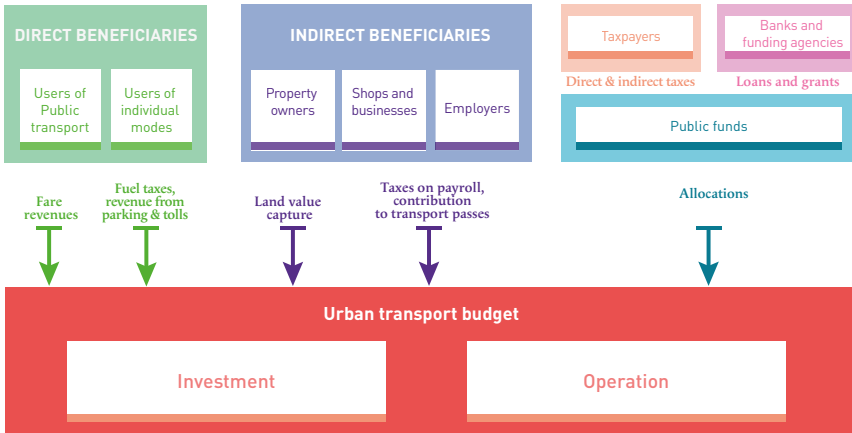 DIRECT BENEFICIARIES
Users of
Public
transport
Users of
individual
modes
INDIRECT BENEFICIARIES
Property
owners
Shops and
businesses
Employers
Taxpayers
Banks and
funding agencies
Direct & indirect taxes
Loans and grants
Public funds
Fare
revenues
Fuel taxes,
revenue from
parking & tolls
Land value
capture
Taxes on payroll,
contribution
to transport passes
Allocations
Urban transport budget
Investment
Operation